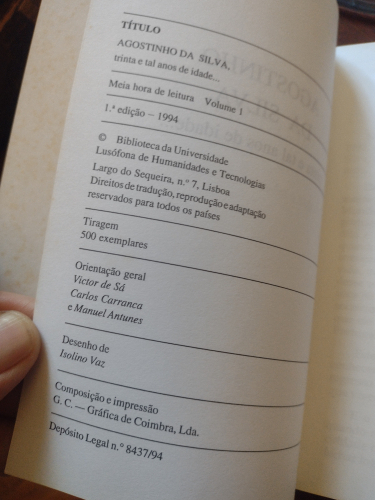 TÍTULO
AGOSTINHO DA SILVA.
trinta e tal anos de idade...
Meia hora de leitura Volume 1
1.ª edição – 1994
© Biblioteca da Universidade
Lusófona de Humanidades e Tecnologias
Largo do Sequeira, n.º 7, Lisboa
Direitos de tradução, reprodução e adaptação
reservados para todos os países
Tiragem
500 exemplares
Orientação geral
Victor de Sá
Carlos Carranca
e Manuel Antunes
Desenho de
Isolino Vaz
Composição e impressão
G. C. — Gráfica de Coimbra, Lda.
Depósito Legal n.º 8437/94